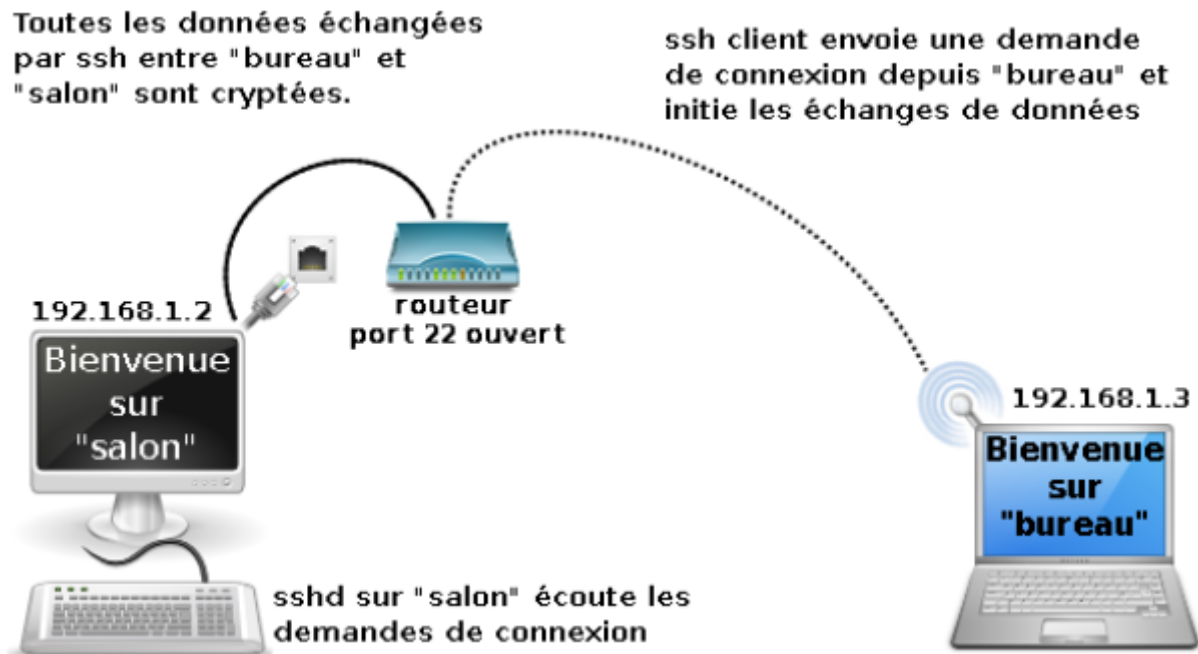 Toutes les données échangées
par ssh entre "bureau" et
"salon" sont cryptées.
ssh client envoie une demande
de connexion depuis "bureau" et
initie les échanges de données
routeur
port 22 ouvert
192.168.1.2
Bienvenue
sur
"salon"
192.168.1.3
Bienvenue
sur
"bureau"
sshd sur "salon" écoute les
demandes de connexion